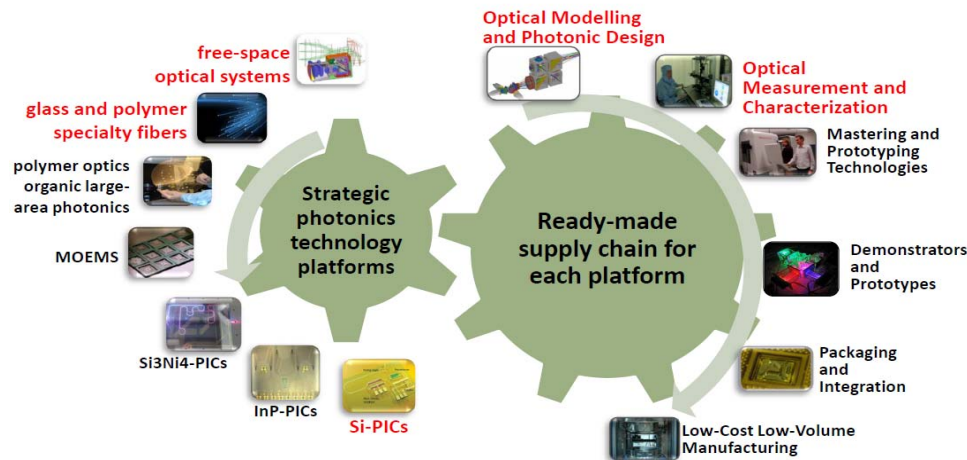 free-space
optical systems
glass and polymer
specialty fibers
polymer optics
organic large-
area photonics
MOEMS
Si3Ni4-PICs
InP-PICs
Si-PICs
Strategic
photonics
technology
platforms
Optical Modelling
and Photonic Design
Optical
Measurement and
Characterization
Mastering and
Prototyping
Technologies
Ready-made
supply chain for
each platform
Demonstrators
and
Prototypes
Packaging
and
Integration
Low-Cost Low-Volume
Manufacturing